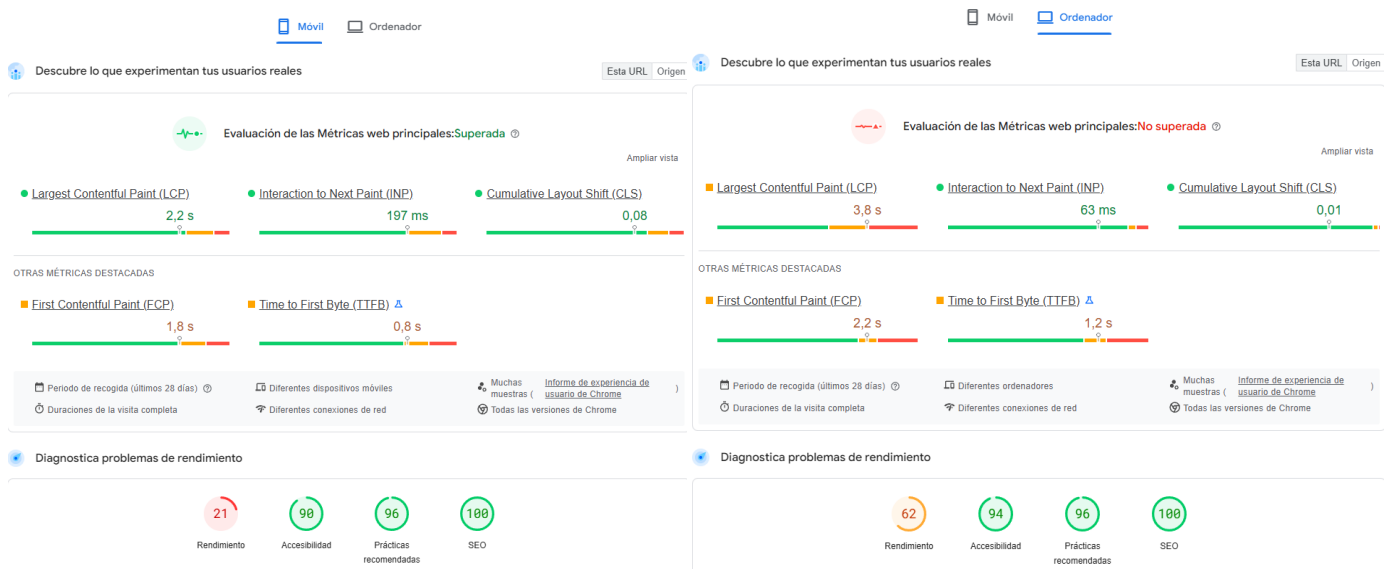 Móvil
Ordenador
Descubre lo que experimentan tus usuarios reales
Esta URL Origen
Evaluación de las Métricas web principales:Superada
Ampliar vista
Largest Contentful Paint (LCP)
2,2 s
Interaction to Next Paint (INP)
197 ms
Cumulative Layout Shift (CLS)
0,08
OTRAS MÉTRICAS DESTACADAS
First Contentful Paint (FCP)
1,8 s
Time to First Byte (TTFB)
0,8 s
Periodo de recogida (últimos 28 días)
Diferentes dispositivos móviles
Muchas
muestras (
Informe de experiencia de
usuario de Chrome
)
Duraciones de la visita completa
Diferentes conexiones de red
Todas las versiones de Chrome
Diagnostica problemas de rendimiento
21
Rendimiento
90
Accesibilidad
96
Prácticas
recomendadas
100
SEO
Móvil
Ordenador
Descubre lo que experimentan tus usuarios reales
Esta URL Origen
Evaluación de las Métricas web principales:No superada
Ampliar vista
Largest Contentful Paint (LCP)
3,8 s
Interaction to Next Paint (INP)
63 ms
Cumulative Layout Shift (CLS)
0,01
OTRAS MÉTRICAS DESTACADAS
First Contentful Paint (FCP)
2,2 s
Time to First Byte (TTFB)
1,2 s
Periodo de recogida (últimos 28 días)
Diferentes ordenadores
Muchas
muestras (
Informe de experiencia de
usuario de Chrome
)
Duraciones de la visita completa
Diferentes conexiones de red
Todas las versiones de Chrome
Diagnostica problemas de rendimiento
62
Rendimiento
94
Accesibilidad
96
Prácticas
recomendadas
100
SEO